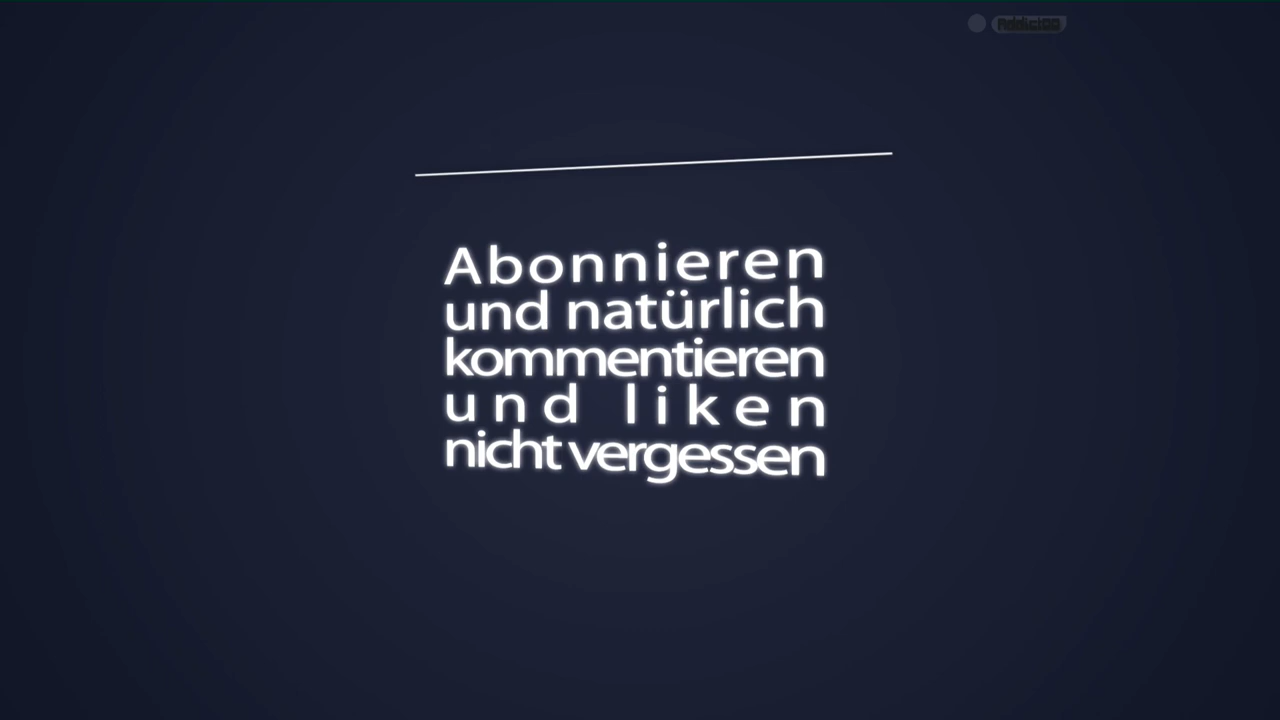 Abonnieren
und natürlich
kommentieren
und liken
nicht vergessen